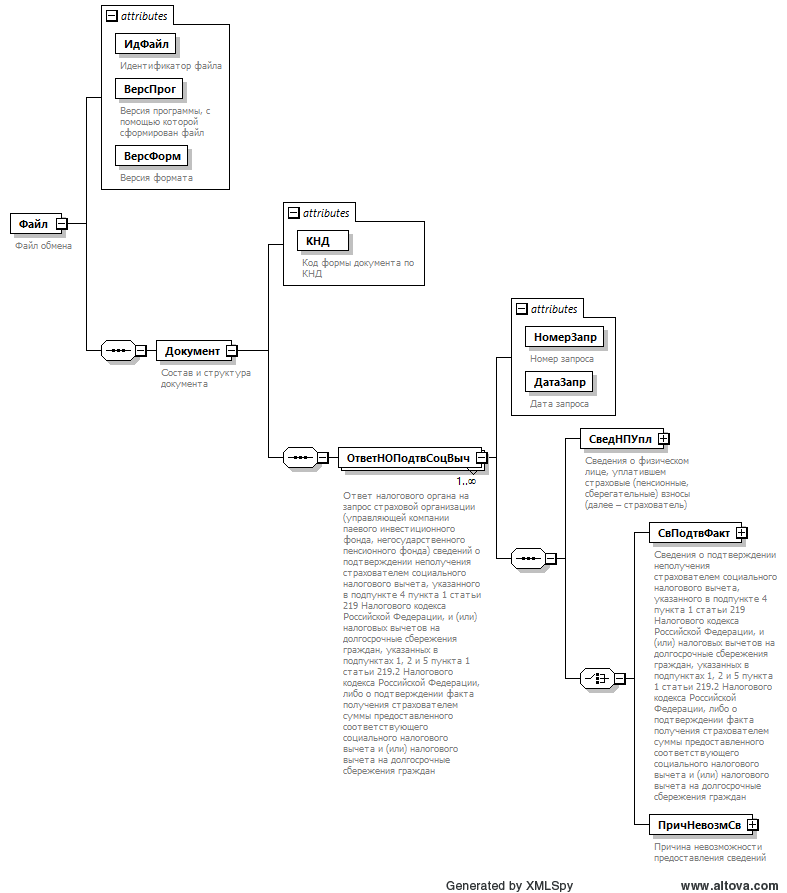 attributes
ИдФайл
Идентификатор файла
ВерсПрог
Версия программы, с
помощью которой
сформирован файл
ВерсФорм
Версия формата
Файл
Файл обмена
attributes
КНД
Код формы документа по
КНД
Документ
Состав и структура
документа
attributes
НомерЗапр
Номер запроса
ДатаЗапр
Дата запроса
ОтветНОПодтвСоцВыч
1..∞
Ответ налогового органа на
запрос страховой организации
(управляющей компании
паевого инвестиционного
фонда, негосударственного
пенсионного фонда) сведений о
подтверждении неполучения
страхователем социального
налогового вычета, указанного
в подпункте 4 пункта 1 статьи
219 Налогового кодекса
Российской Федерации, и (или)
налоговых вычетов на
долгосрочные сбережения
граждан, указанных в
подпунктах 1, 2 и 5 пункта 1
статьи 219.2 Налогового
кодекса Российской Федерации,
либо о подтверждении факта
получения страхователем
суммы предоставленного
соответствующего
социального налогового
вычета и (или) налогового
вычета на долгосрочные
сбережения граждан
СведНПУпл
Сведения о физическом
лице, уплатившем
страховые (пенсионные,
сберегательные) взносы
(далее – страхователь)
СвПодтвФакт
Сведения о подтверждении
неполучения
страхователем социального
налогового вычета,
указанного в подпункте 4
пункта 1 статьи 219
Налогового кодекса
Российской Федерации, и
(или) налоговых вычетов на
долгосрочные сбережения
граждан, указанных в
подпунктах 1, 2 и 5 пункта
1 статьи 219.2 Налогового
кодекса Российской
Федерации, либо о
подтверждении факта
получения страхователем
суммы предоставленного
соответствующего
социального налогового
вычета и (или) налогового
вычета на долгосрочные
сбережения граждан
ПричНевозмСв
Причина невозможности
предоставления сведений
Generated by XMLSpy
www.altova.com